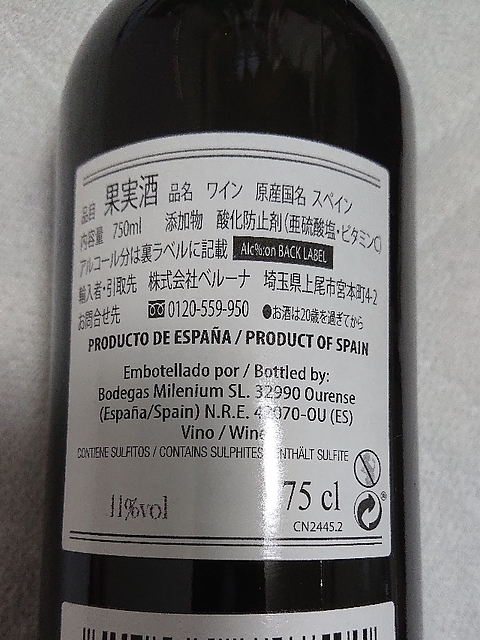 品目 果実酒 品名 ワイン 原産国名 スペイン
内容量 750ml 添加物 酸化防止剤(亜硫酸塩・ビタミンC)
アルコール分は裏ラベルに記載 Alc%:on BACK LABEL
輸入者・引取先 株式会社ベルーナ 埼玉県上尾市宮本町4-2
お問合せ先 0120-559-950 ●お酒は20歳を過ぎてから
PRODUCTO DE ESPAÑA / PRODUCT OF SPAIN
Embotellado por / Bottled by:
Bodegas Milenium SL. 32990 Ourense
(España/Spain) N.R.E. 070-OU (ES)
Vino / Wine
CONTIENE SULFITOS / CONTAINS SULPHITES ENTHÄLT SULFITE
11%vol
75 cl
CN2445.2